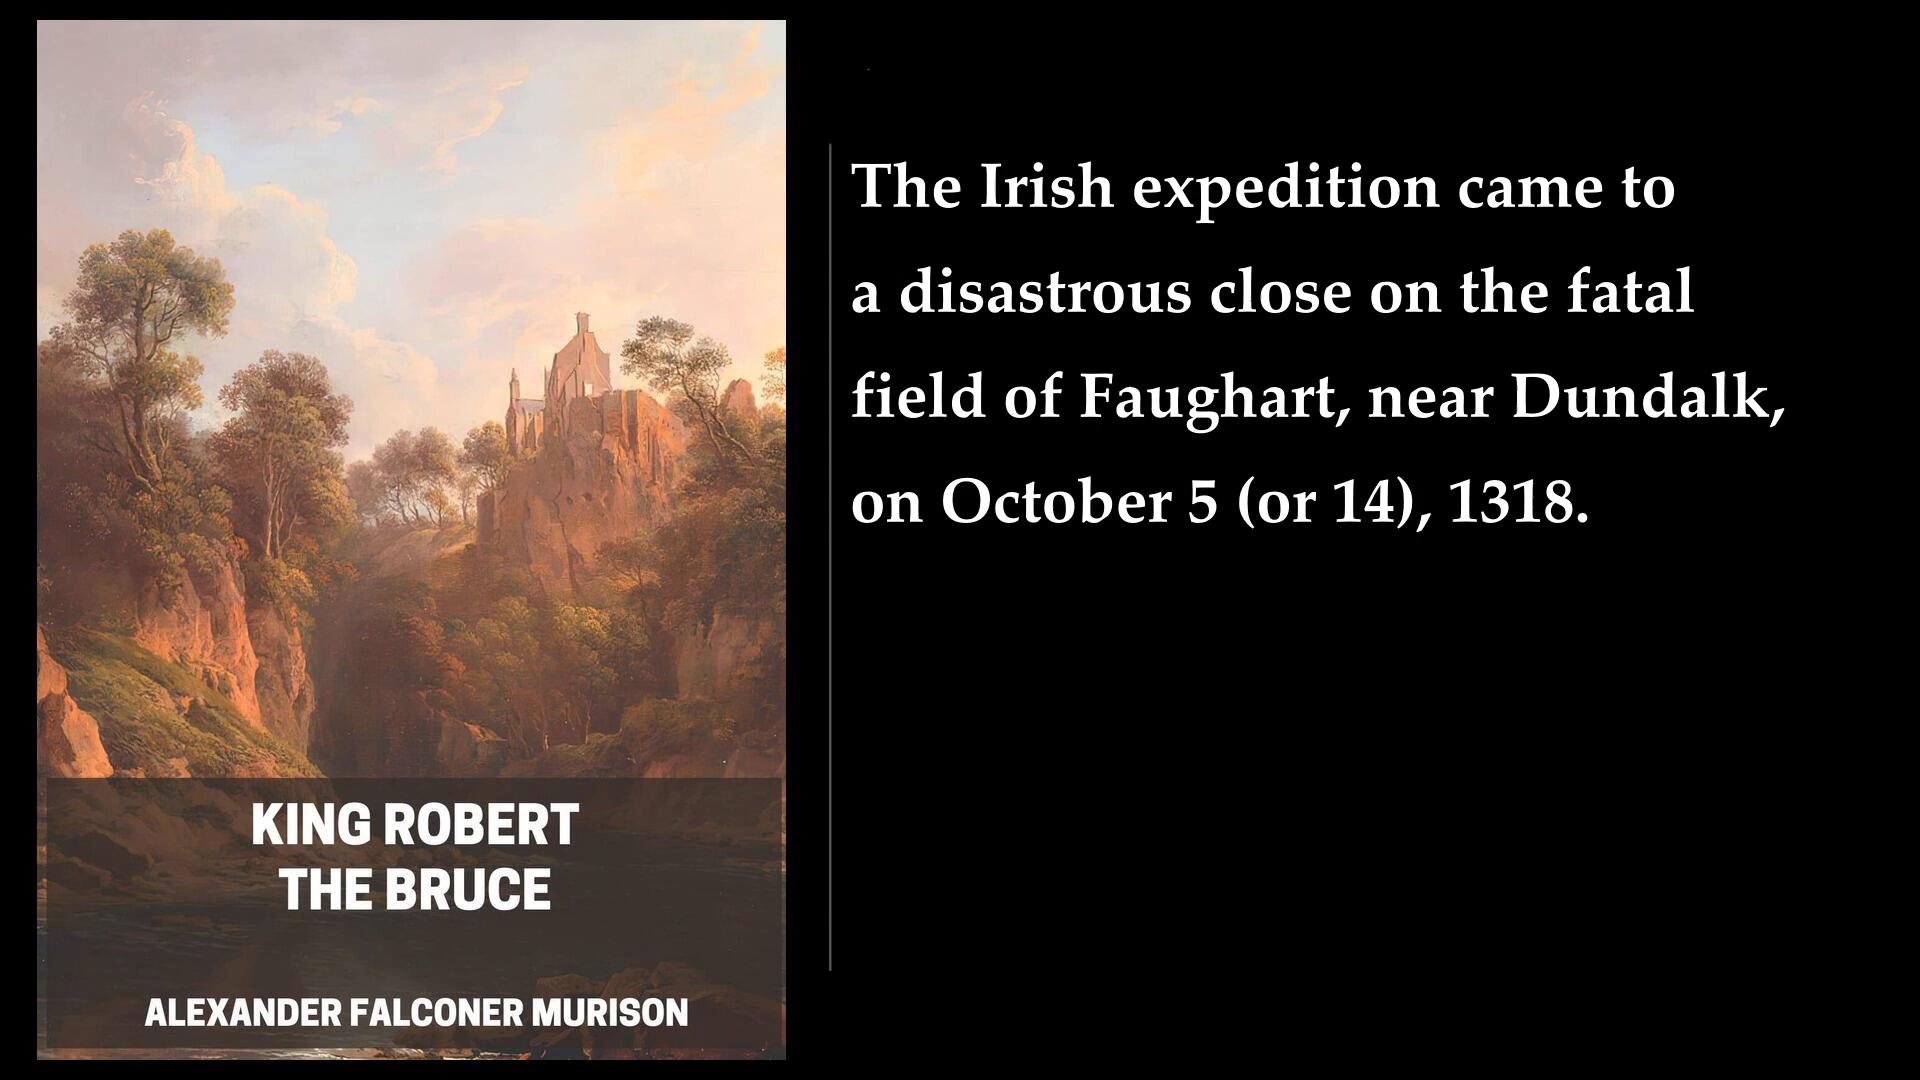 The Irish expedition came to
a disastrous close on the fatal
field of Faughart, near Dundalk,
on October 5 (or 14), 1318.
KING ROBERT
THE BRUCE
ALEXANDER FALCONER MURISON